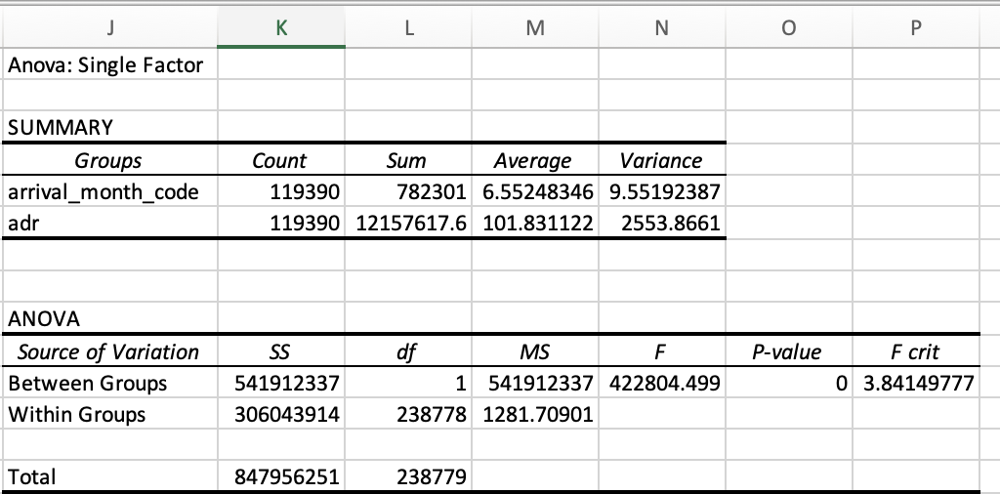 J K L M N O P
Anova: Single Factor
SUMMARY
Groups Count Sum Average Variance
arrival_month_code 119390 782301 6.55248346 9.55192387
adr 119390 12157617.6 101.831122 2553.8661
ANOVA
Source of Variation SS df MS F P-value F crit
Between Groups 541912337 1 541912337 422804.499 0 3.84149777
Within Groups 306043914 238778 1281.70901
Total 847956251 238779